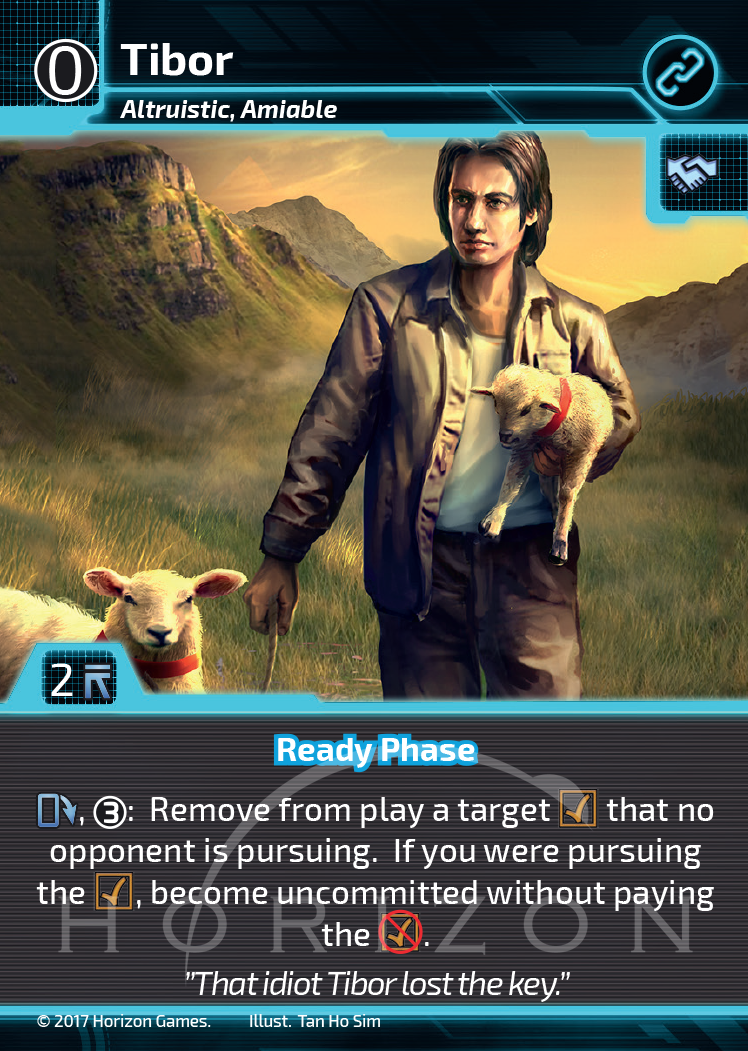 0
Tibor
Altruistic, Amiable
2
Ready Phase
, 3: Remove from play a target that no
opponent is pursuing. If you were pursuing
the , become uncommitted without paying
the .
HORIZON
"That idiot Tibor lost the key."
© 2017 Horizon Games. Illust. Tan Ho Sim